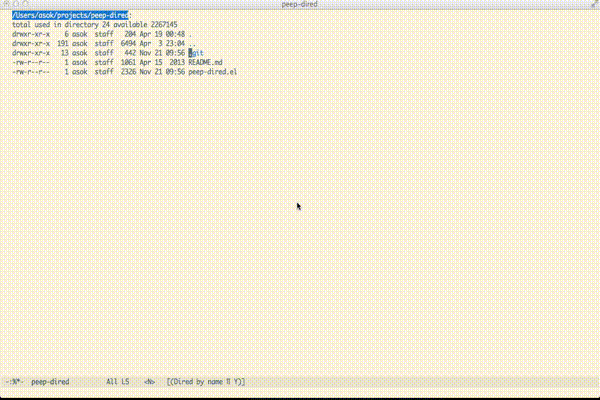 peep-dired
/Users/asok/projects/peep-dired:
total used in directory 24 available 2267145
drwxr-xr-x 6 asok staff 204 Apr 19 00:48 .
drwxr-xr-x 191 asok staff 6494 Apr 3 23:04 ..
drwxr-xr-x 13 asok staff 442 Nov 21 09:56 .git
-rw-r--r-- 1 asok staff 1061 Apr 15 2013 README.md
-rw-r--r-- 1 asok staff 2326 Nov 21 09:56 peep-dired.el
-:%*- peep-dired All L5 <N> [(Dired by name Π Y)]